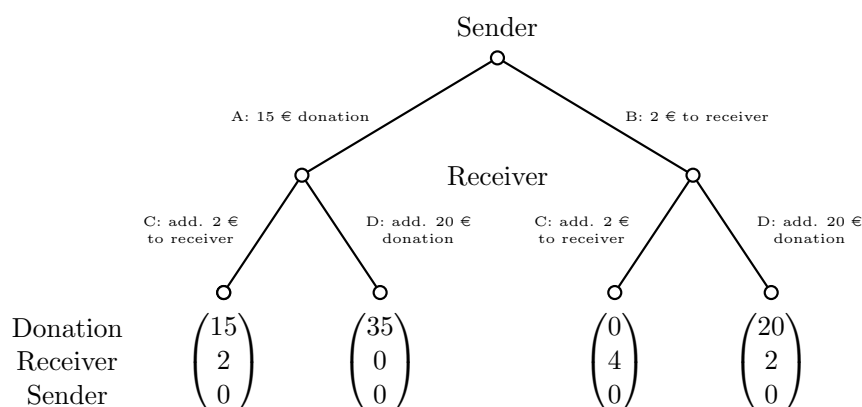 Sender
A: 15 € donation
B: 2 € to receiver
Receiver
C: add. 2 €
to receiver
D: add. 20 €
donation
C: add. 2 €
to receiver
D: add. 20 €
donation
Donation 15 35 0 20
Receiver 2 0 4 2
Sender 0 0 0 0